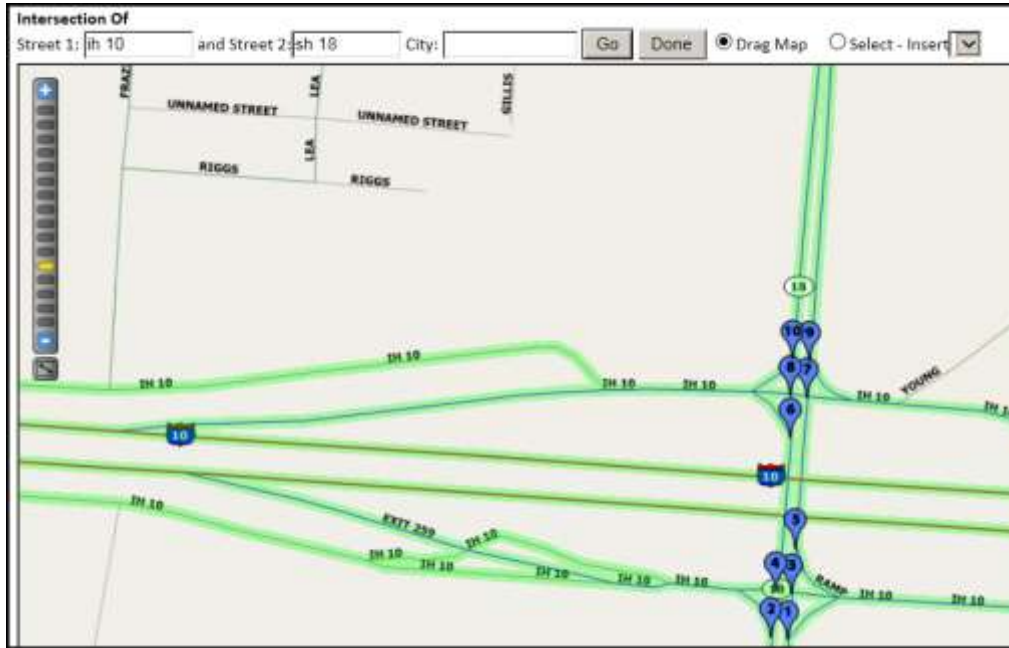 Intersection Of
Street 1: ih 10 and Street 2: sh 18 City: Go Done Drag Map Select - Insert
FRAZ LEA GILLIS
UNNAMED STREET UNNAMED STREET
LEA
RIGGS RIGGS
18
10 9
IH 10
8 7
YOUNG
IH 10 IH 10 IH 10 IH 10 IH 1
6
10
10
IH 10
5
EXIT 259
IH 10
IH 10 4 3
IH 10 IH 10 IH 10 IH 10 RAMP IH 10 IH 10
2 1